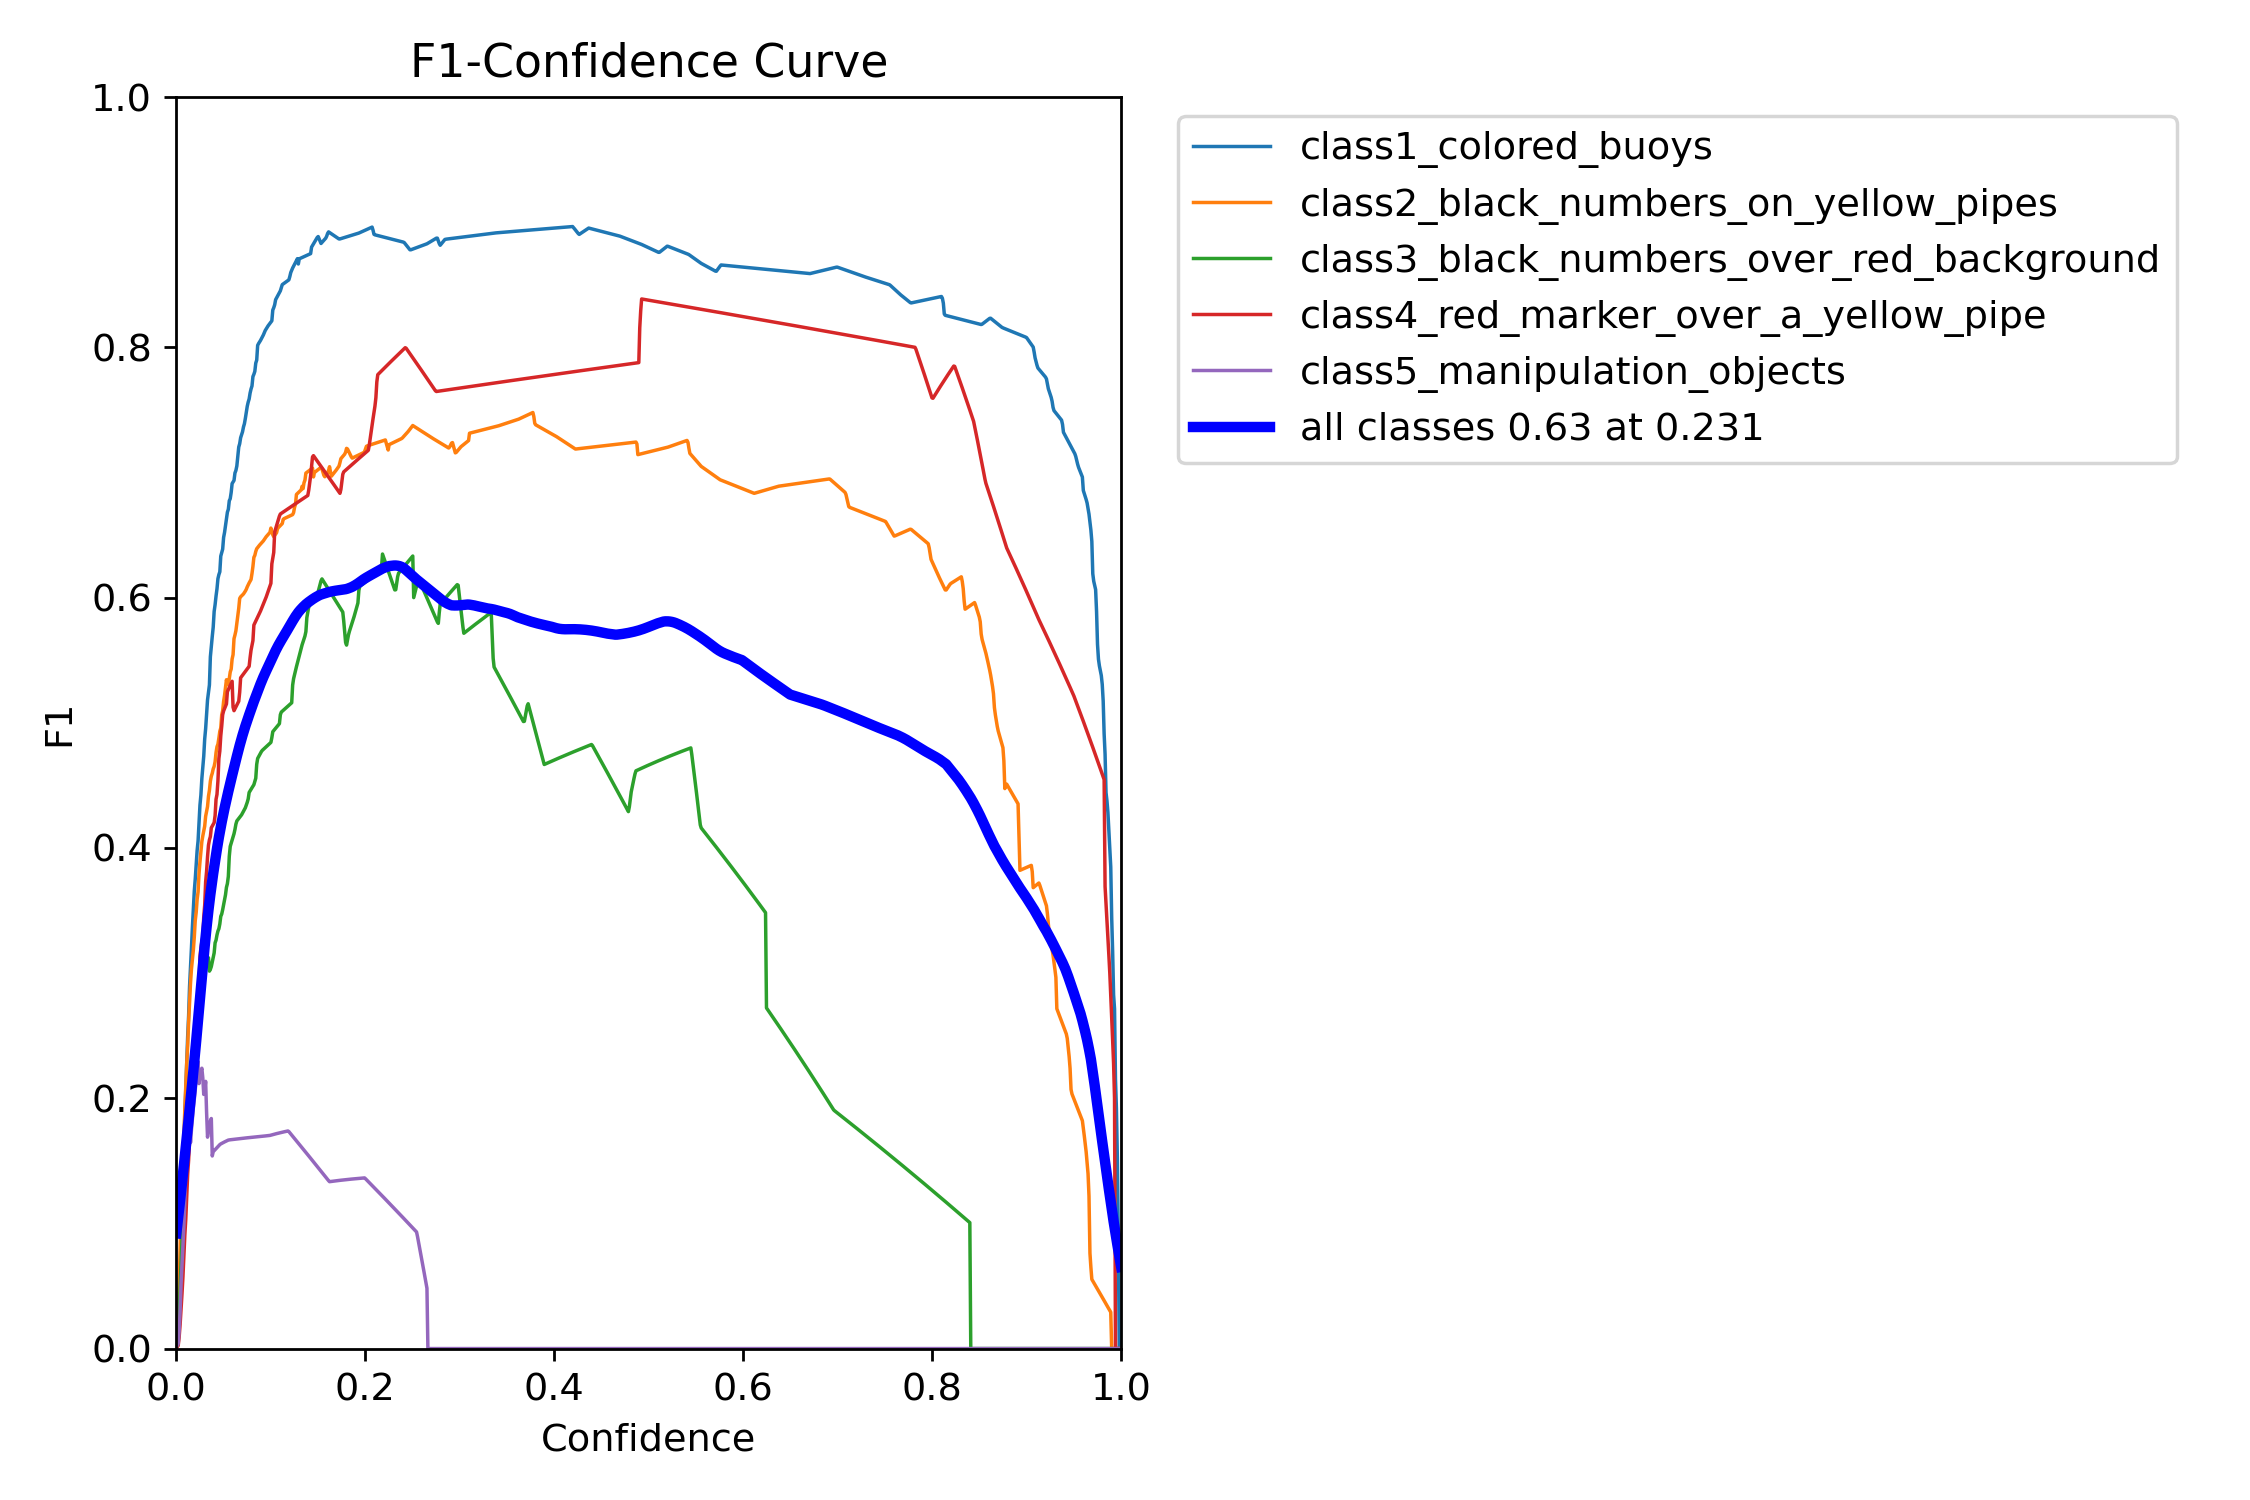 F1-Confidence Curve
1.0
0.8
0.6
0.4
0.2
0.0
F1
0.0 0.2 0.4 0.6 0.8 1.0
Confidence
class1_colored_buoys
class2_black_numbers_on_yellow_pipes
class3_black_numbers_over_red_background
class4_red_marker_over_a_yellow_pipe
class5_manipulation_objects
all classes 0.63 at 0.231